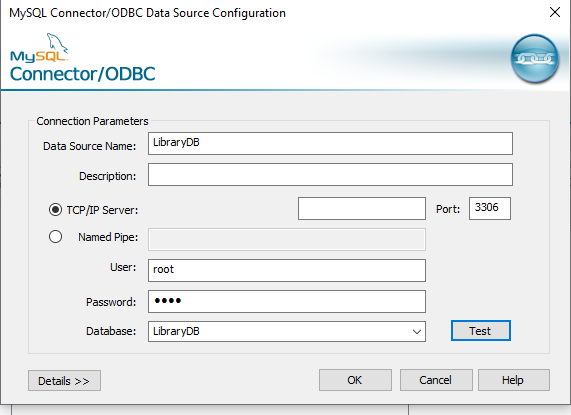 MySQL Connector/ODBC Data Source Configuration
MySQL
Connector/ODBC
Connection Parameters
Data Source Name: LibraryDB
Description:
TCP/IP Server: Port: 3306
Named Pipe:
User: root
Password: ●●●●
Database: LibraryDB Test
Details >> OK Cancel Help